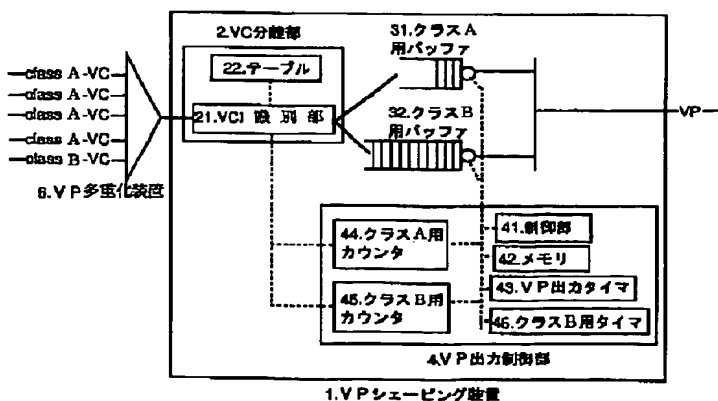 2.VC分離部
22.テーブル
21.VCI 識別部
31.クラスA
用バッファ
32.クラスB
用バッファ
class A-VC
class A-VC
class A-VC
class A-VC
class B-VC
6.VP多重化装置
VP
44.クラスA用
カウンタ
45.クラスB用
カウンタ
41.制御部
42.メモリ
43.VP出力タイマ
46.クラスB用タイマ
4.VP出力制御部
1.VPシェーピング装置